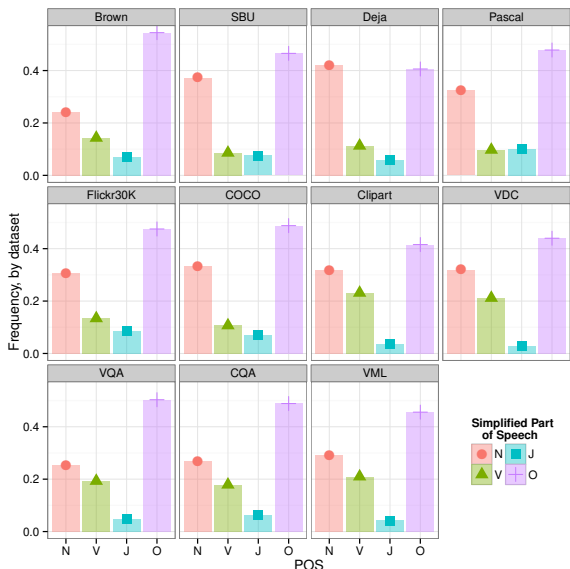 Brown SBU Deja Pascal
0.4
0.2
0.0
Flickr30K COCO Clipart VDC
0.4
0.2
0.0
VQA CQA VML
0.4
0.2
0.0
Frequency, by dataset
N V J O N V J O N V J O
POS
Simplified Part
of Speech
N J
V O